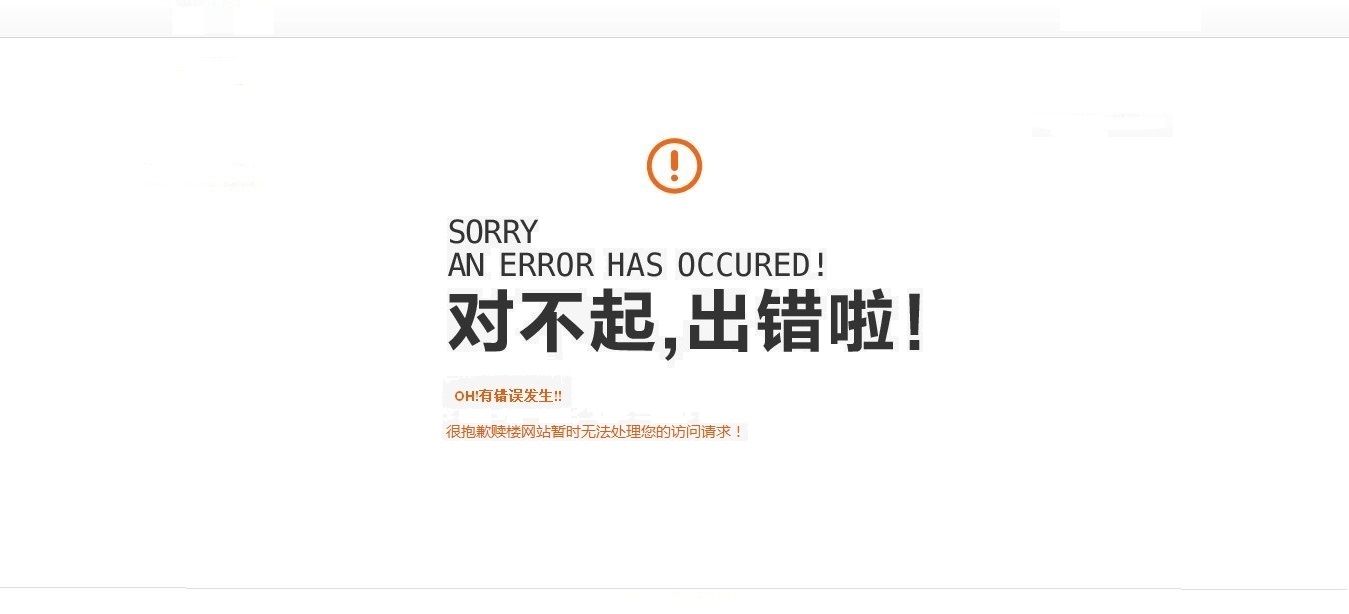 SORRY
AN ERROR HAS OCCURED!
对不起,出错啦!
OH!有错误发生!!
很抱歉赎楼网站暂时无法处理您的访问请求！